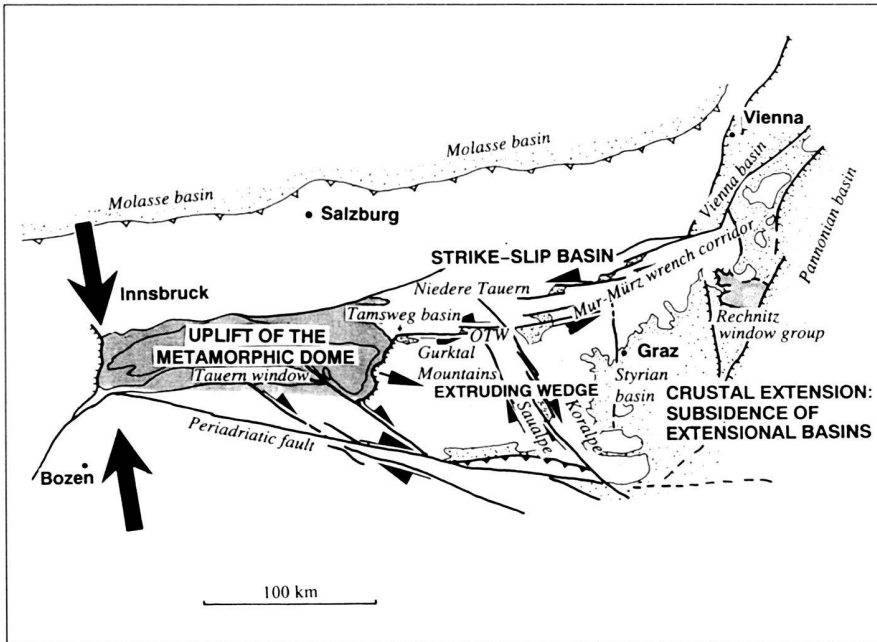 Vienna
Molasse basin
Molasse basin
Vienna basin
Pannonian basin
Salzburg
STRIKE-SLIP BASIN
Mur-Mürz wrench corridor
Innsbruck
Niedere Tauern
Tamsweg basin
Rechnitz
window group
UPLIFT OF THE
METAMORPHIC DOME
Tauern window
OTW
Gurktal
Mountains
Graz
Styrian
basin
EXTRUDING WEDGE
CRUSTAL EXTENSION:
SUBSIDENCE OF
EXTENSIONAL BASINS
Saualpe
Koralpe
Periadriatic fault
Bozen
100 km